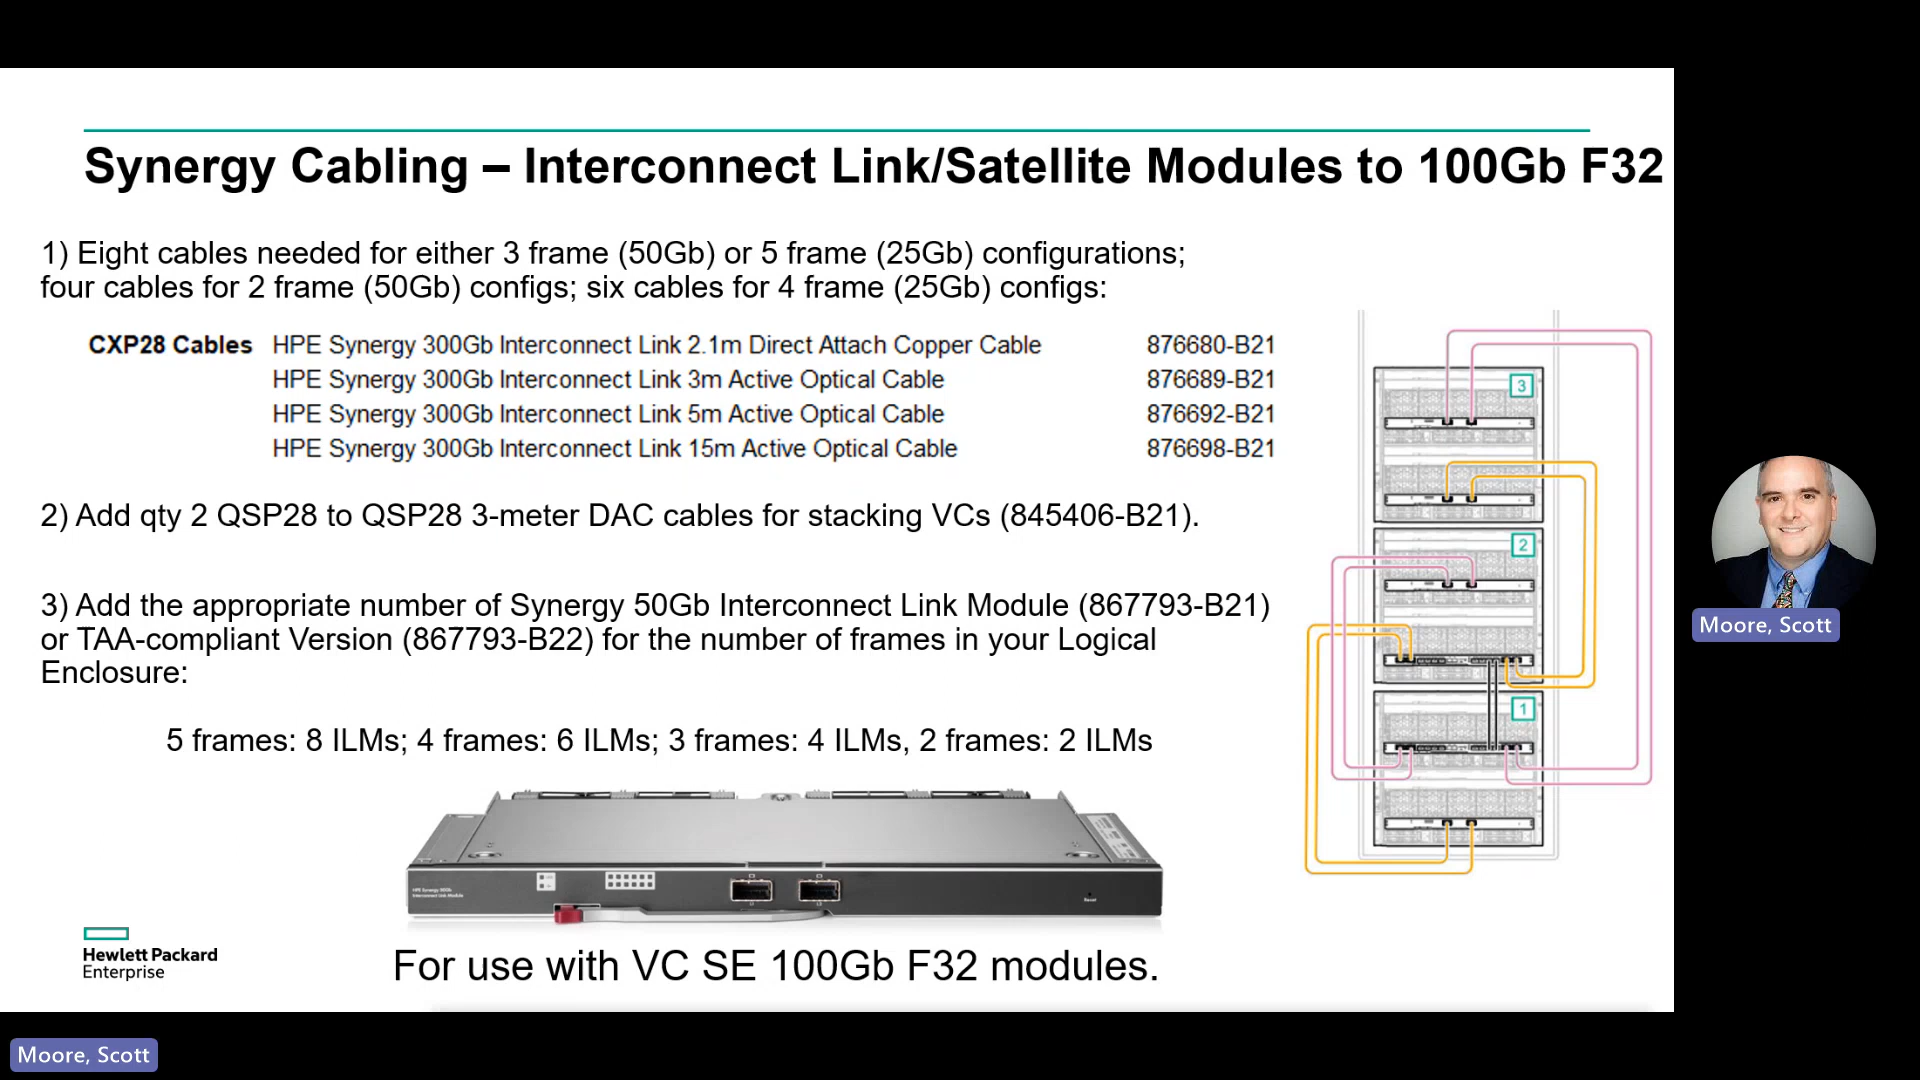 Synergy Cabling – Interconnect Link/Satellite Modules to 100Gb F32
1) Eight cables needed for either 3 frame (50Gb) or 5 frame (25Gb) configurations;
four cables for 2 frame (50Gb) configs; six cables for 4 frame (25Gb) configs:
CXP28 Cables HPE Synergy 300Gb Interconnect Link 2.1m Direct Attach Copper Cable 876680-B21
HPE Synergy 300Gb Interconnect Link 3m Active Optical Cable 876689-B21
HPE Synergy 300Gb Interconnect Link 5m Active Optical Cable 876692-B21
HPE Synergy 300Gb Interconnect Link 15m Active Optical Cable 876698-B21
2) Add qty 2 QSP28 to QSP28 3-meter DAC cables for stacking VCs (845406-B21).
3) Add the appropriate number of Synergy 50Gb Interconnect Link Module (867793-B21)
or TAA-compliant Version (867793-B22) for the number of frames in your Logical
Enclosure:
5 frames: 8 ILMs; 4 frames: 6 ILMs; 3 frames: 4 ILMs, 2 frames: 2 ILMs
3
2
1
HPE Synergy 50Gb
Interconnect Link Module
Reset
For use with VC SE 100Gb F32 modules.
Hewlett Packard
Enterprise
Moore, Scott
Moore, Scott